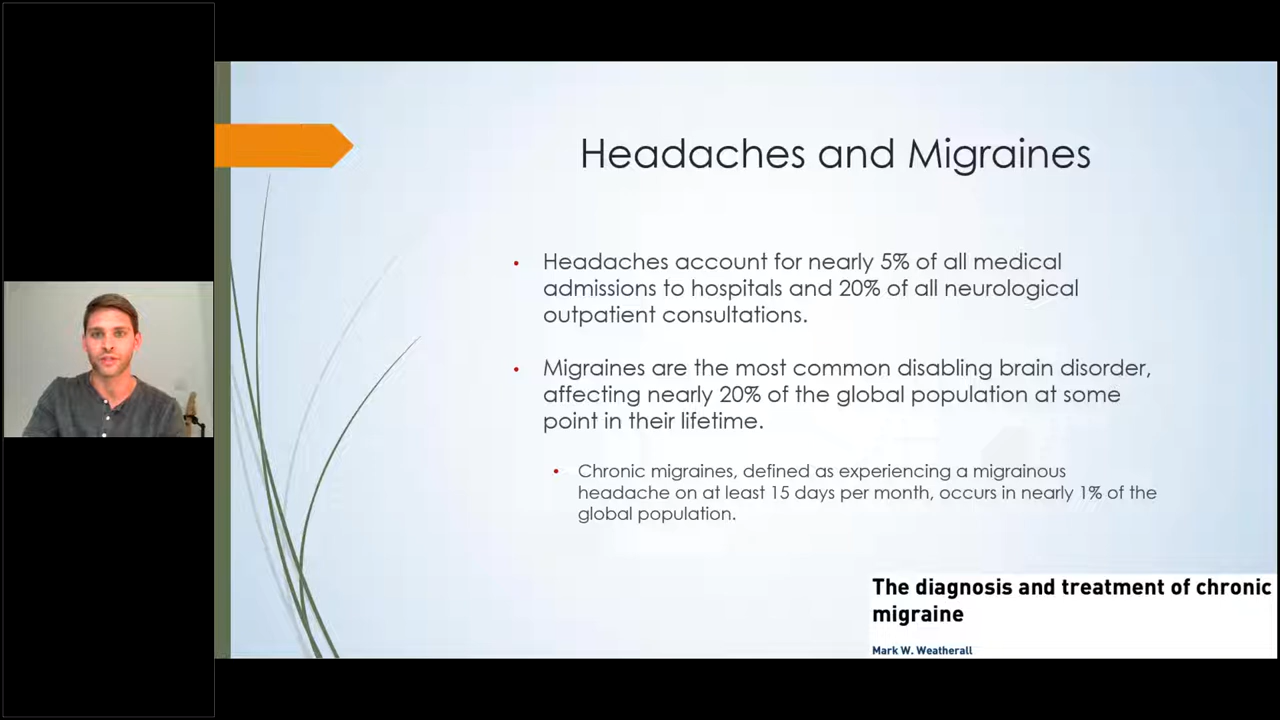 Headaches and Migraines
• Headaches account for nearly 5% of all medical
admissions to hospitals and 20% of all neurological
outpatient consultations.
• Migraines are the most common disabling brain disorder,
affecting nearly 20% of the global population at some
point in their lifetime.
• Chronic migraines, defined as experiencing a migrainous
headache on at least 15 days per month, occurs in nearly 1% of the
global population.
The diagnosis and treatment of chronic
migraine
Mark W. Weatherall